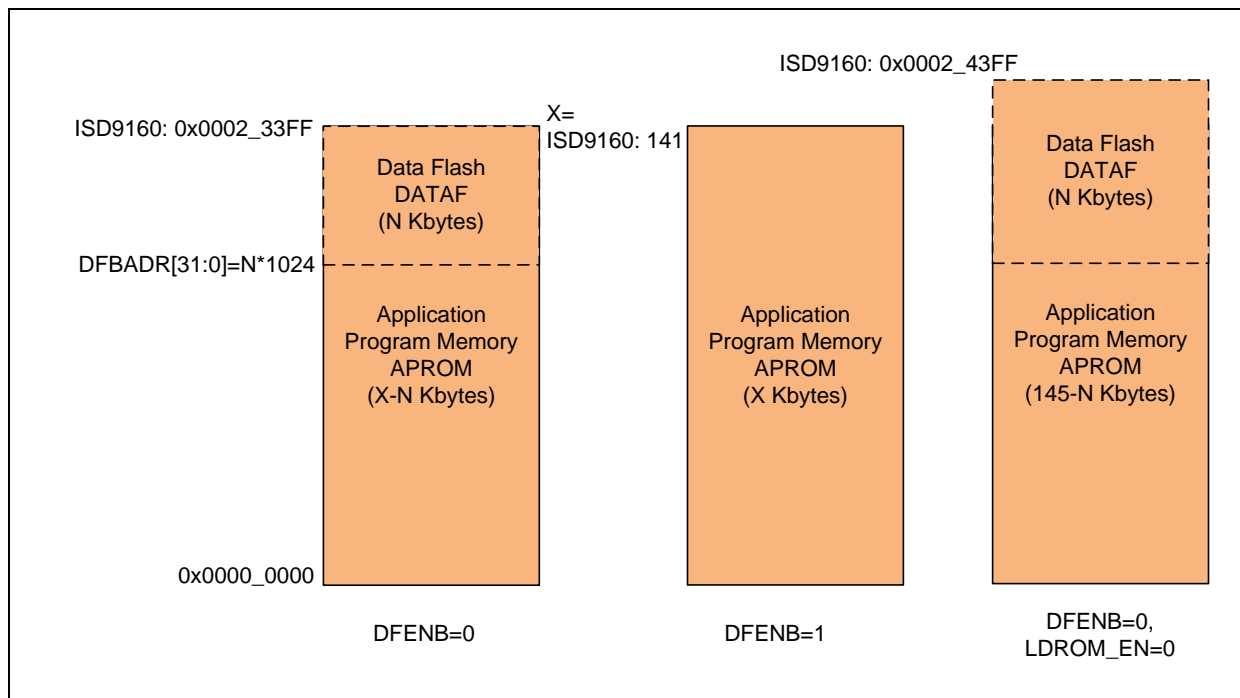 ISD9160: 0x0002_43FF
ISD9160: 0x0002_33FF
X=
ISD9160: 141
Data Flash
DATAF
(N Kbytes)
DFBADR[31:0]=N*1024
Application
Program Memory
APROM
(X-N Kbytes)
0x0000_0000
DFENB=0
Application
Program Memory
APROM
(X Kbytes)
DFENB=1
Data Flash
DATAF
(N Kbytes)
Application
Program Memory
APROM
(145-N Kbytes)
DFENB=0,
LDROM_EN=0